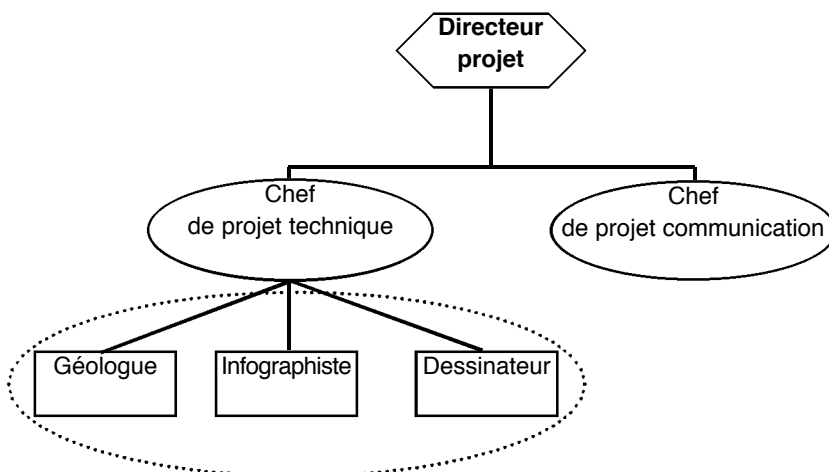 Directeur
projet
Chef
de projet technique
Chef
de projet communication
Géologue
Infographiste
Dessinateur